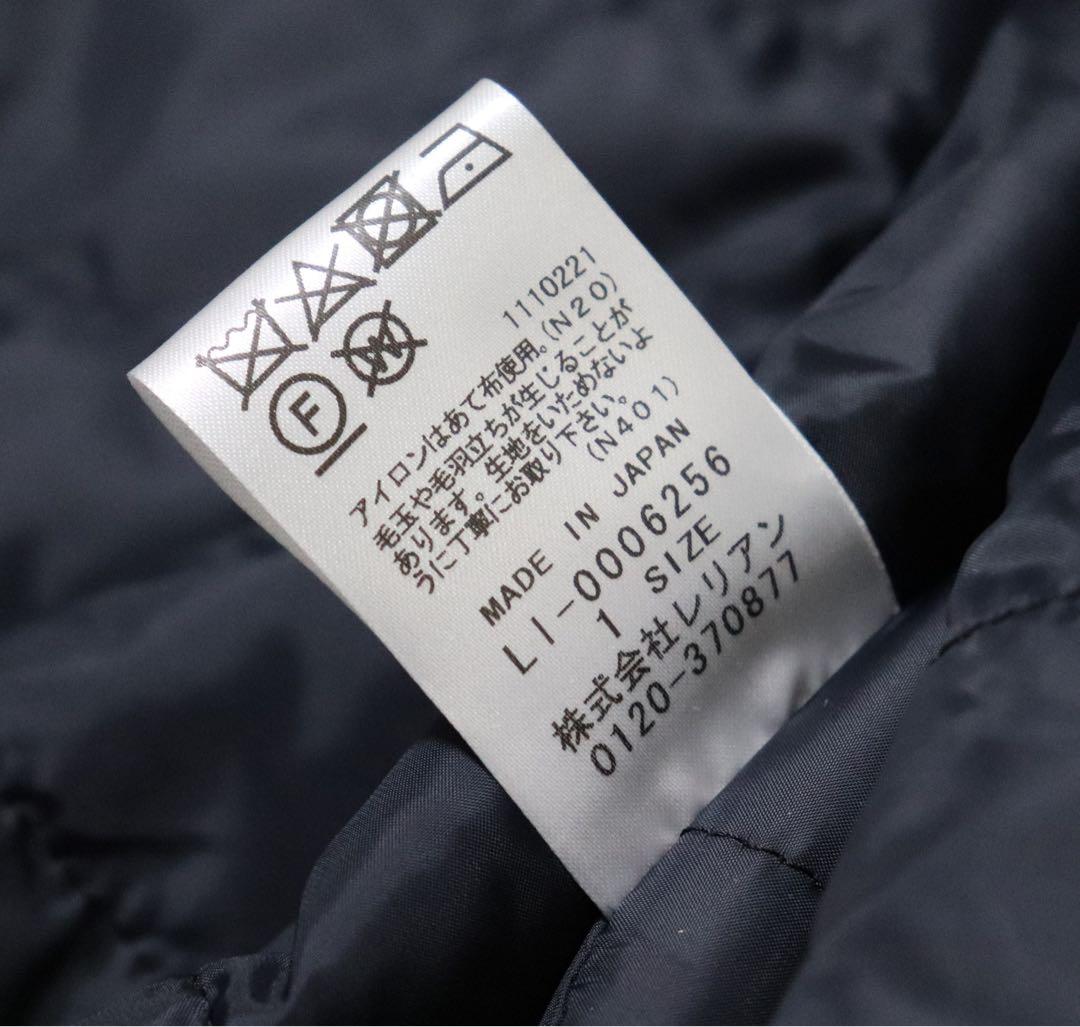 F
W
1110221
アイロンはあて布使用。(N20)
毛玉や毛羽立ちが生じることが
あります。生地をいためないよ
うに丁寧にお取り下さい。
(N401)
MADE IN JAPAN
LI-0006256
1 SIZE
株式会社レリアン
0120-370877